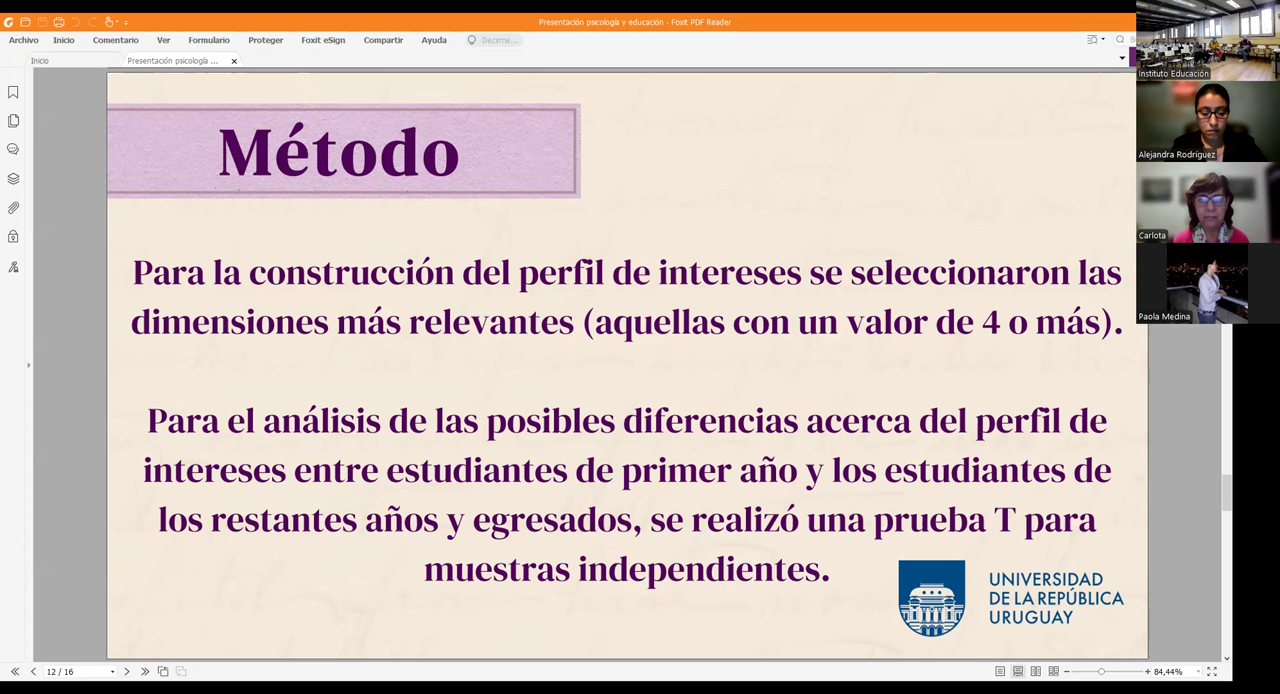 Presentación psicología y educación - Foxit PDF Reader
Archivo Inicio Comentario Ver Formulario Proteger Foxit eSign Compartir Ayuda Decirme...
Inicio Presentación psicología ...
Método
Para la construcción del perfil de intereses se seleccionaron las
dimensiones más relevantes (aquellas con un valor de 4 o más).
Para el análisis de las posibles diferencias acerca del perfil de
intereses entre estudiantes de primer año y los estudiantes de
los restantes años y egresados, se realizó una prueba T para
muestras independientes.
UNIVERSIDAD
DE LA REPÚBLICA
URUGUAY
Instituto Educación
Alejandra Rodríguez
Carlota
Paola Medina
12 / 16
84,44%